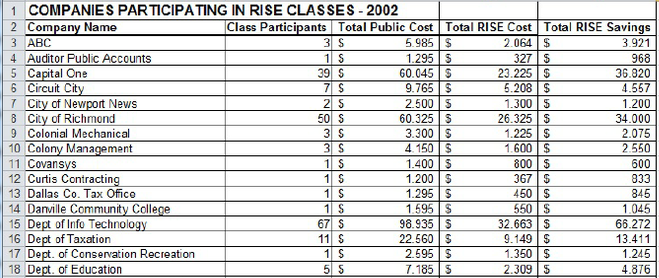 1 COMPANIES PARTICIPATING IN RISE CLASSES - 2002
2 Company Name Class Participants Total Public Cost Total RISE Cost Total RISE Savings
3 ABC 3 $ 5.985 $ 2.064 $ 3.921
4 Auditor Public Accounts 1 $ 1.295 $ 327 $ 968
5 Capital One 39 $ 60.045 $ 23.225 $ 36.820
6 Circuit City 7 $ 9.765 $ 5.208 $ 4.557
7 City of Newport News 2 $ 2.500 $ 1.300 $ 1.200
8 City of Richmond 50 $ 60.325 $ 26.325 $ 34.000
9 Colonial Mechanical 3 $ 3.300 $ 1.225 $ 2.075
10 Colony Management 3 $ 4.150 $ 1.600 $ 2.550
11 Covansys 1 $ 1.400 $ 800 $ 600
12 Curtis Contracting 1 $ 1.200 $ 367 $ 833
13 Dallas Co. Tax Office 1 $ 1.295 $ 450 $ 845
14 Danville Community College 1 $ 1.595 $ 550 $ 1.045
15 Dept of Info Technology 67 $ 98.935 $ 32.663 $ 66.272
16 Dept of Taxation 11 $ 22.560 $ 9.149 $ 13.411
17 Dept. of Conservation Recreation 1 $ 2.595 $ 1.350 $ 1.245
18 Dept. of Education 5 $ 7.185 $ 2.309 $ 4.876